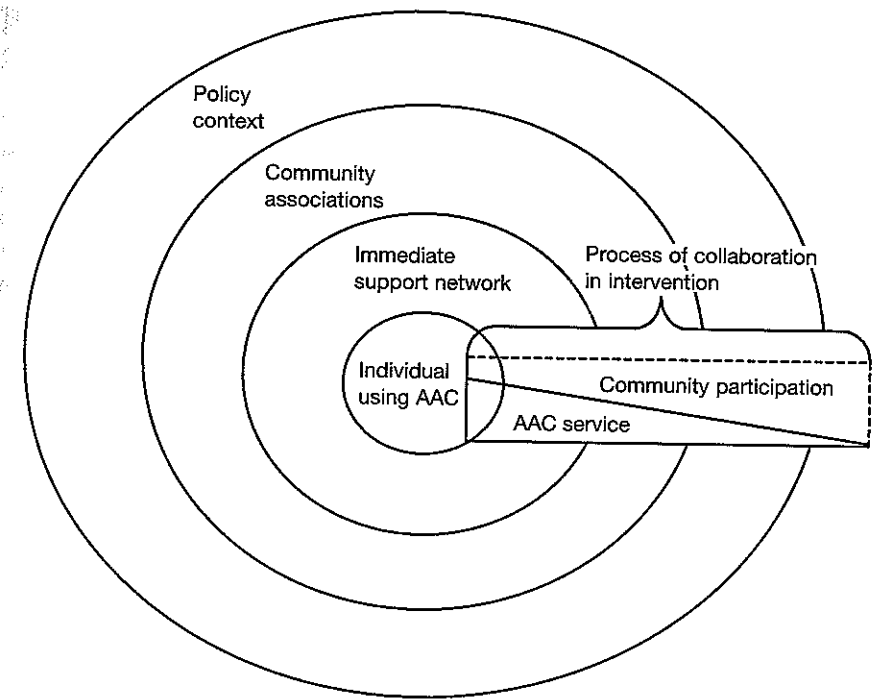 Policy
context
Community
associations
Immediate
support network
Process of collaboration
in intervention
Individual
using AAC
Community participation
AAC service